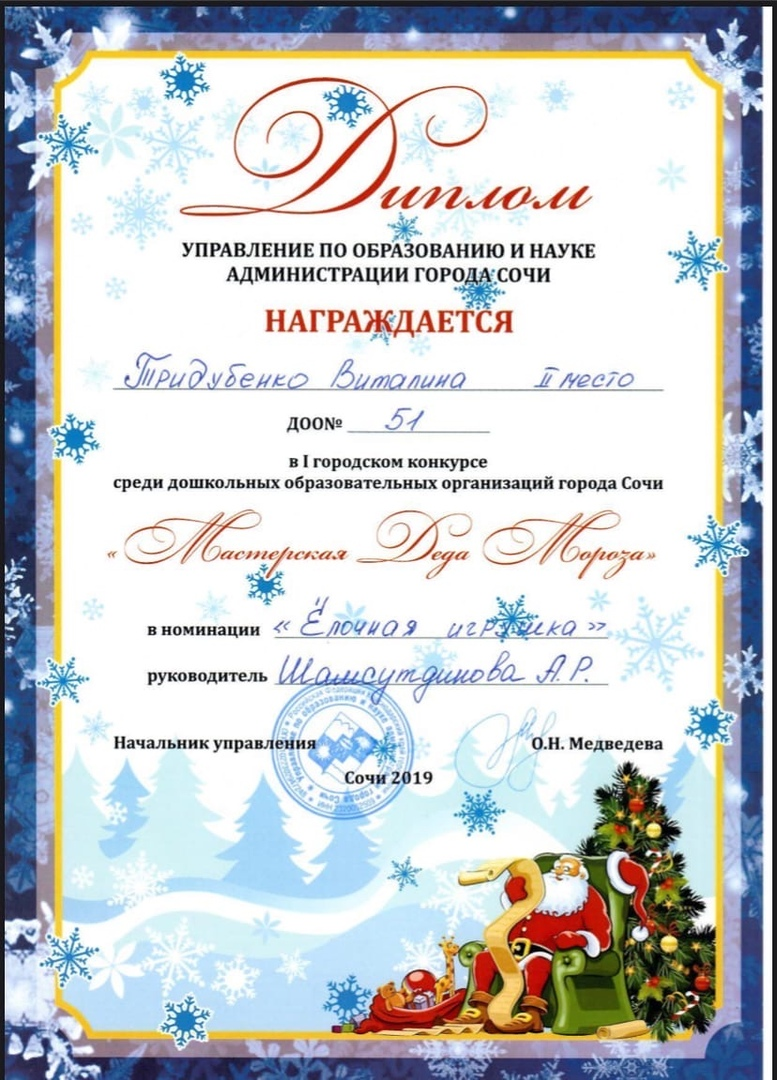 Диплом
УПРАВЛЕНИЕ ПО ОБРАЗОВАНИЮ И НАУКЕ
АДМИНИСТРАЦИИ ГОРОДА СОЧИ
НАГРАЖДАЕТСЯ
Тридубенко Виталина II место
ДОО№ 51
в I городском конкурсе
среди дошкольных образовательных организаций города Сочи
«Мастерская Деда Мороза»
в номинации «Ёлочная игрушка»
руководитель Шамсутдинова А.Р.
Начальник управления О.Н. Медведева
Сочи 2019